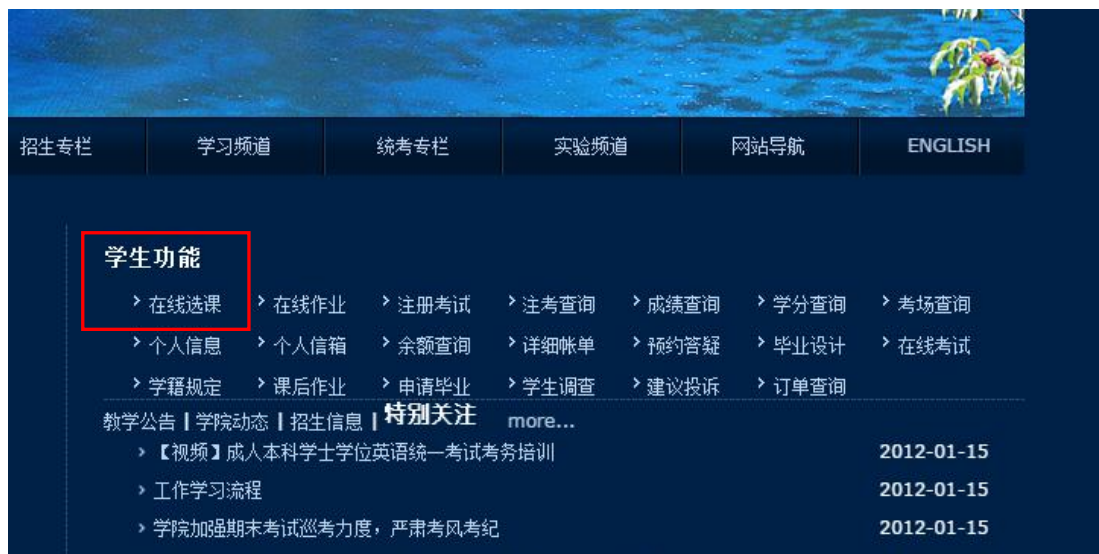 招生专栏 学习频道 统考专栏 实验频道 网站导航 ENGLISH
学生功能
在线选课 在线作业 注册考试 注考查询 成绩查询 学分查询 考场查询
个人信息 个人信箱 余额查询 详细帐单 预约答疑 毕业设计 在线考试
学籍规定 课后作业 申请毕业 学生调查 建议投诉 订单查询
教学公告 | 学院动态 | 招生信息 | 特别关注 more...
【视频】成人本科学士学位英语统一考试考务培训 2012-01-15
工作学习流程 2012-01-15
学院加强期末考试巡考力度，严肃考风考纪 2012-01-15